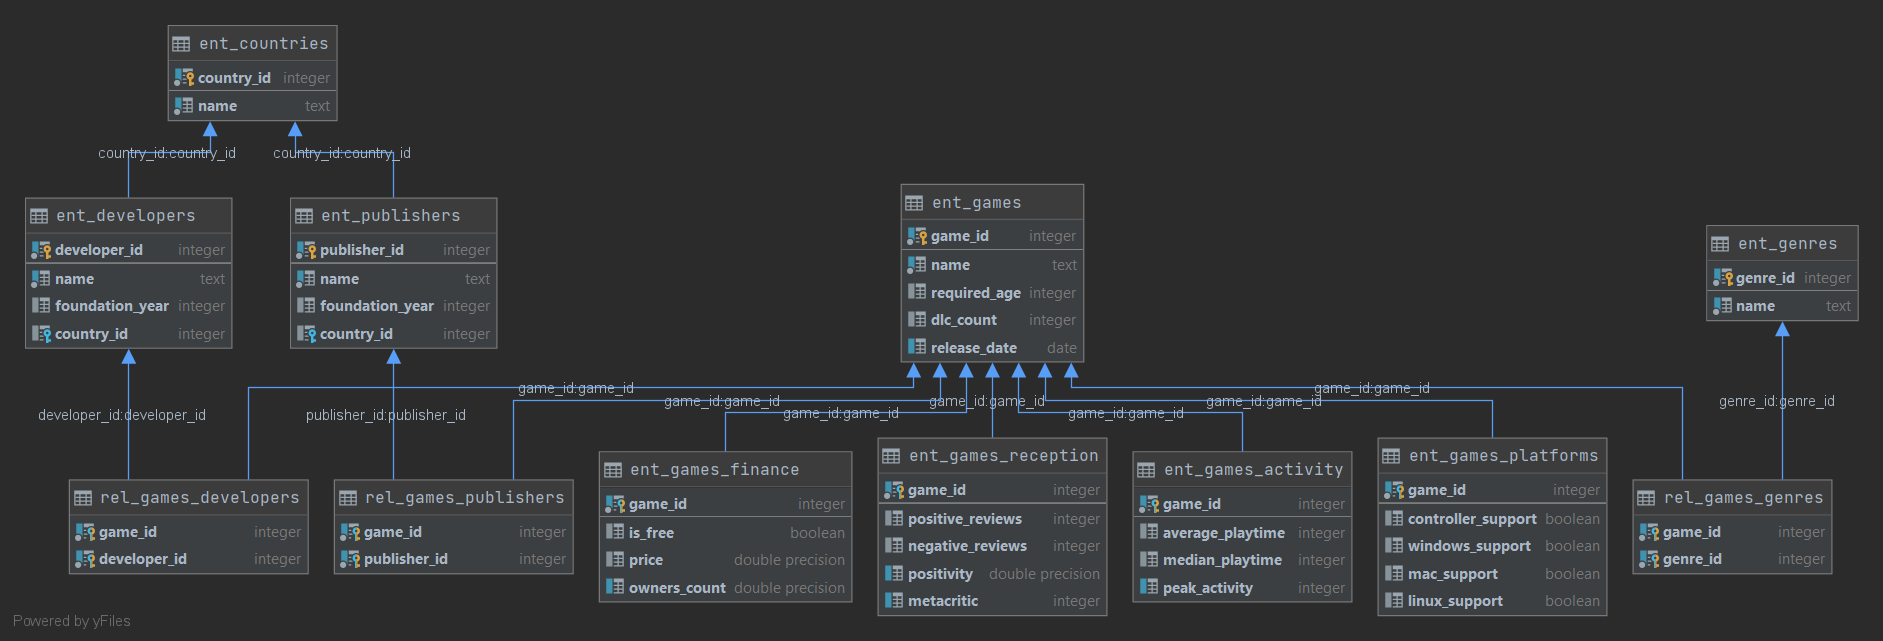 ent_countries
country_id integer
name text
country_id:country_id
country_id:country_id
ent_developers
developer_id integer
name text
foundation_year integer
country_id integer
ent_publishers
publisher_id integer
name text
foundation_year integer
country_id integer
ent_games
game_id integer
name text
required_age integer
dlc_count integer
release_date date
ent_genres
genre_id integer
name text
developer_id:developer_id
publisher_id:publisher_id
game_id:game_id
game_id:game_id
game_id:game_id
game_id:game_id
game_id:game_id
game_id:game_id
game_id:game_id
genre_id:genre_id
rel_games_developers
game_id integer
developer_id integer
rel_games_publishers
game_id integer
publisher_id integer
ent_games_finance
game_id integer
is_free boolean
price double precision
owners_count double precision
ent_games_reception
game_id integer
positive_reviews integer
negative_reviews integer
positivity double precision
metacritic integer
ent_games_activity
game_id integer
average_playtime integer
median_playtime integer
peak_activity integer
ent_games_platforms
game_id integer
controller_support boolean
windows_support boolean
mac_support boolean
linux_support boolean
rel_games_genres
game_id integer
genre_id integer
Powered by yFiles